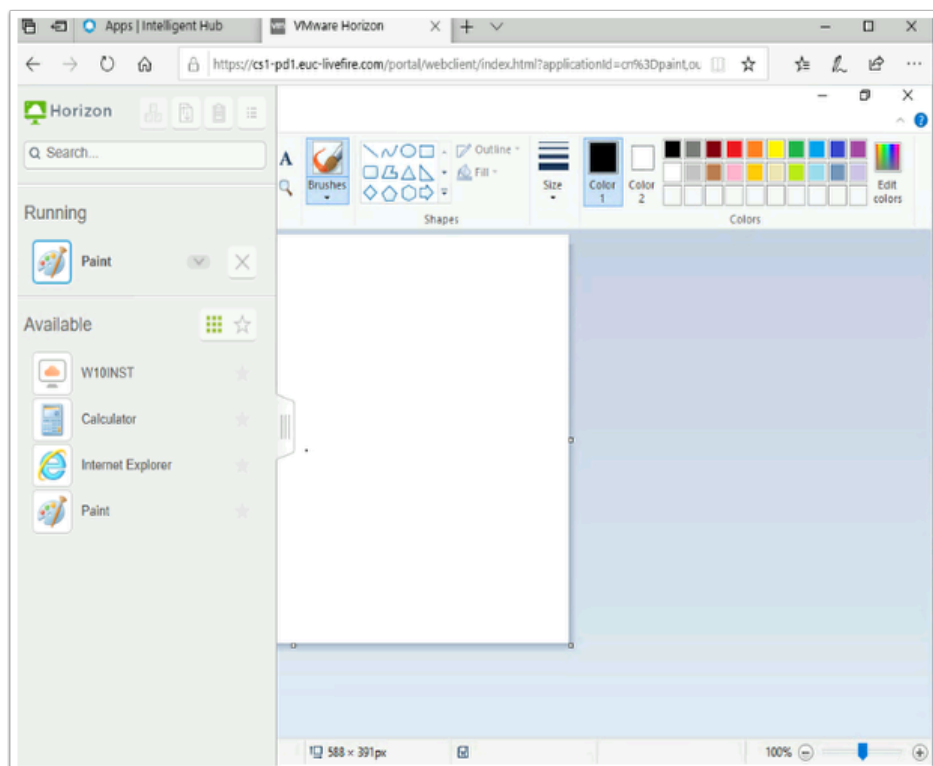 Apps | Intelligent Hub
VMware Horizon
https://cs1-pd1.euc-livefire.com/portal/webclient/index.html?applicationId=cn%3Dpaint,ou
Horizon
Search...
Running
Paint
Available
W10INST
Calculator
Internet Explorer
Paint
A
Brushes
Outline
Fill
Shapes
Size
Color 1
Color 2
Edit colors
Colors
588 × 391px
100%